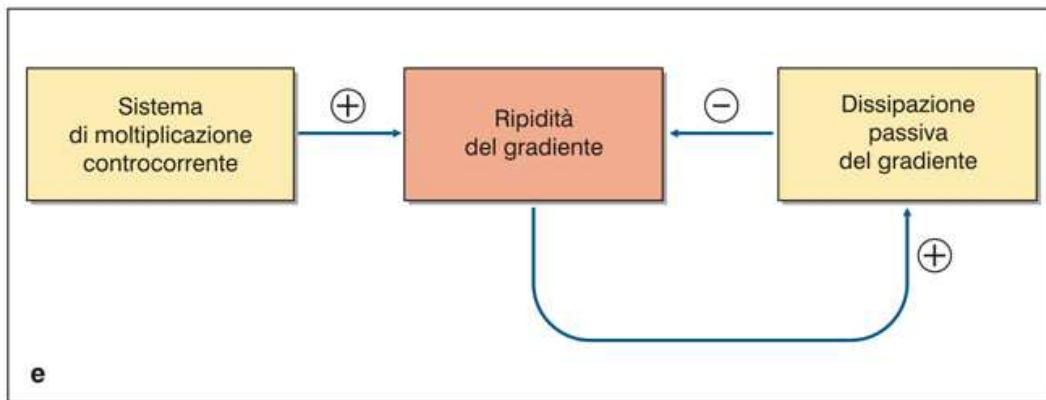 Sistema
di moltiplicazione
controcorrente
+
Ripidità
del gradiente
−
Dissipazione
passiva
del gradiente
+
e